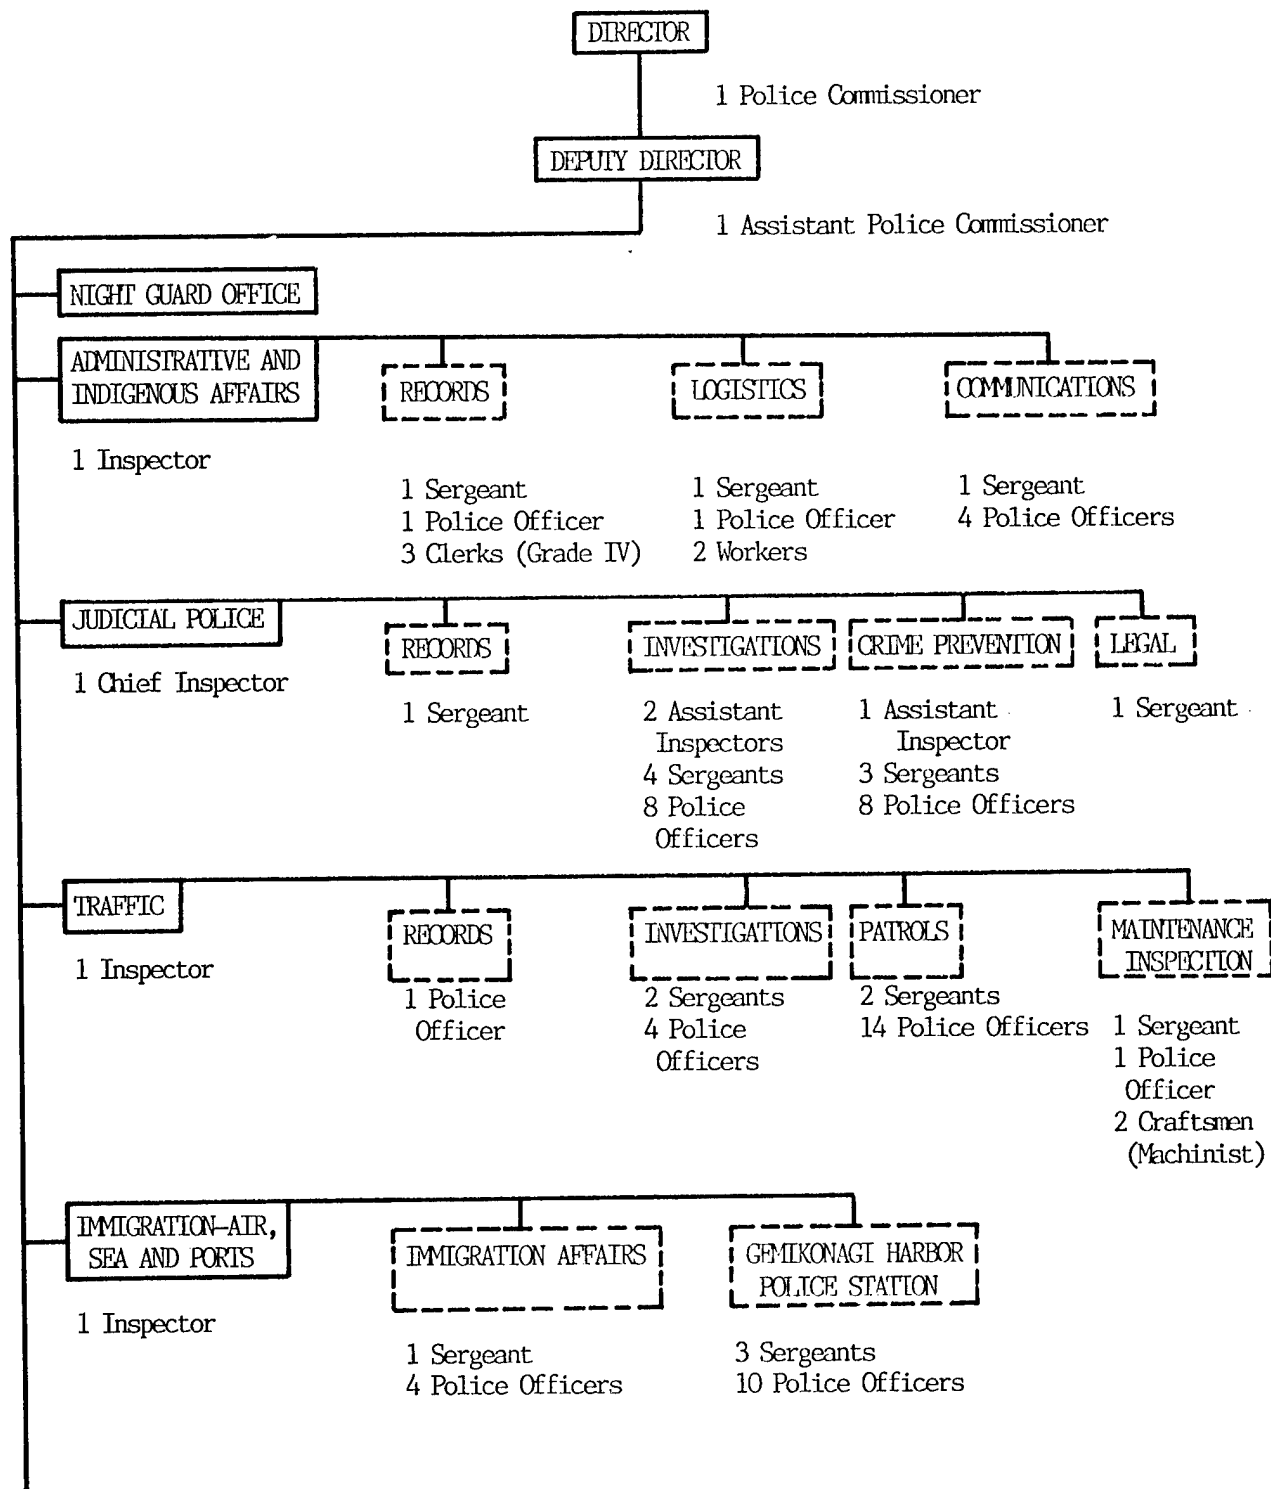 DIRECTOR
1 Police Commissioner
DEPUTY DIRECTOR
1 Assistant Police Commissioner
NIGHT GUARD OFFICE
ADMINISTRATIVE AND
INDIGENOUS AFFAIRS
1 Inspector
RECORDS
1 Sergeant
1 Police Officer
3 Clerks (Grade IV)
LOGISTICS
1 Sergeant
1 Police Officer
2 Workers
COMMUNICATIONS
1 Sergeant
4 Police Officers
JUDICIAL POLICE
1 Chief Inspector
RECORDS
1 Sergeant
INVESTIGATIONS
2 Assistant
Inspectors
4 Sergeants
8 Police
Officers
CRIME PREVENTION
1 Assistant
Inspector
3 Sergeants
8 Police Officers
LEGAL
1 Sergeant
TRAFFIC
1 Inspector
RECORDS
1 Police
Officer
INVESTIGATIONS
2 Sergeants
4 Police
Officers
PATROLS
2 Sergeants
14 Police Officers
MAINTENANCE
INSPECTION
1 Sergeant
1 Police
Officer
2 Craftsmen
(Machinist)
IMMIGRATION-AIR,
SEA AND PORTS
1 Inspector
IMMIGRATION AFFAIRS
1 Sergeant
4 Police Officers
GEMIKONAGI HARBOR
POLICE STATION
3 Sergeants
10 Police Officers